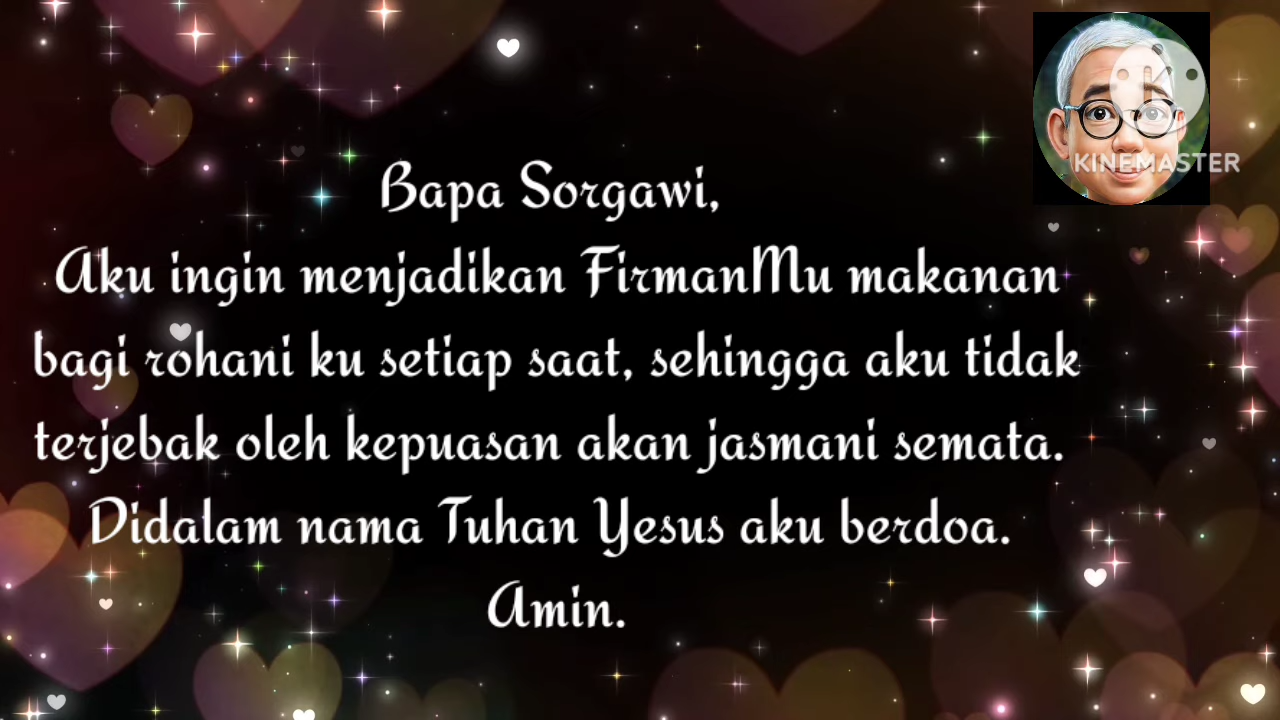 KINEMASTER
Bapa Sorgawi,
Aku ingin menjadikan FirmanMu makanan
bagi rohani ku setiap saat, sehingga aku tidak
terjebak oleh kepuasan akan jasmani semata.
Didalam nama Tuhan Yesus aku berdoa.
Amin.